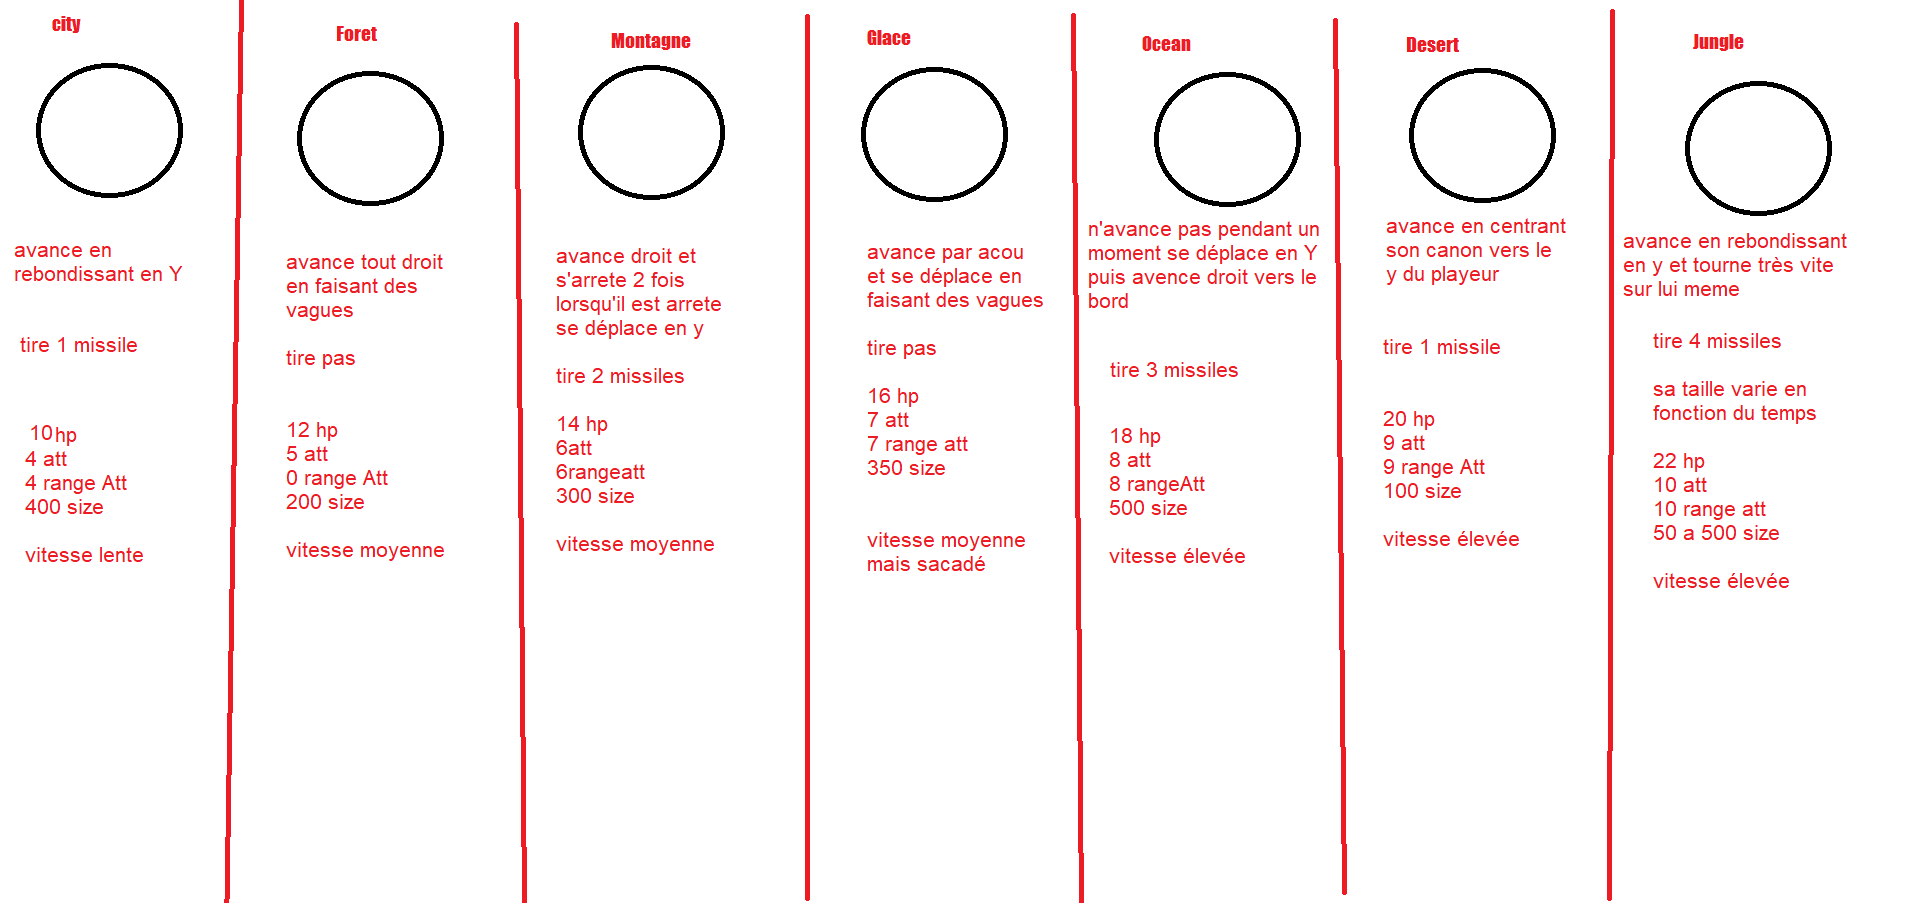 city
avance en
rebondissant en Y
tire 1 missile
10 hp
4 att
4 range Att
400 size
vitesse lente
Foret
avance tout droit
en faisant des
vagues
tire pas
12 hp
5 att
0 range Att
200 size
vitesse moyenne
Montagne
avance droit et
s'arrete 2 fois
lorsqu'il est arrete
se déplace en y
tire 2 missiles
14 hp
6att
6rangeatt
300 size
vitesse moyenne
Glace
avance par acou
et se déplace en
faisant des vagues
tire pas
16 hp
7 att
7 range att
350 size
vitesse moyenne
mais sacadé
Ocean
n'avance pas pendant un
moment se déplace en Y
puis avence droit vers le
bord
tire 3 missiles
18 hp
8 att
8 rangeAtt
500 size
vitesse élevée
Desert
avance en centrant
son canon vers le
y du playeur
tire 1 missile
20 hp
9 att
9 range Att
100 size
vitesse élevée
Jungle
avance en rebondissant
en y et tourne très vite
sur lui meme
tire 4 missiles
sa taille varie en
fonction du temps
22 hp
10 att
10 range att
50 a 500 size
vitesse élevée